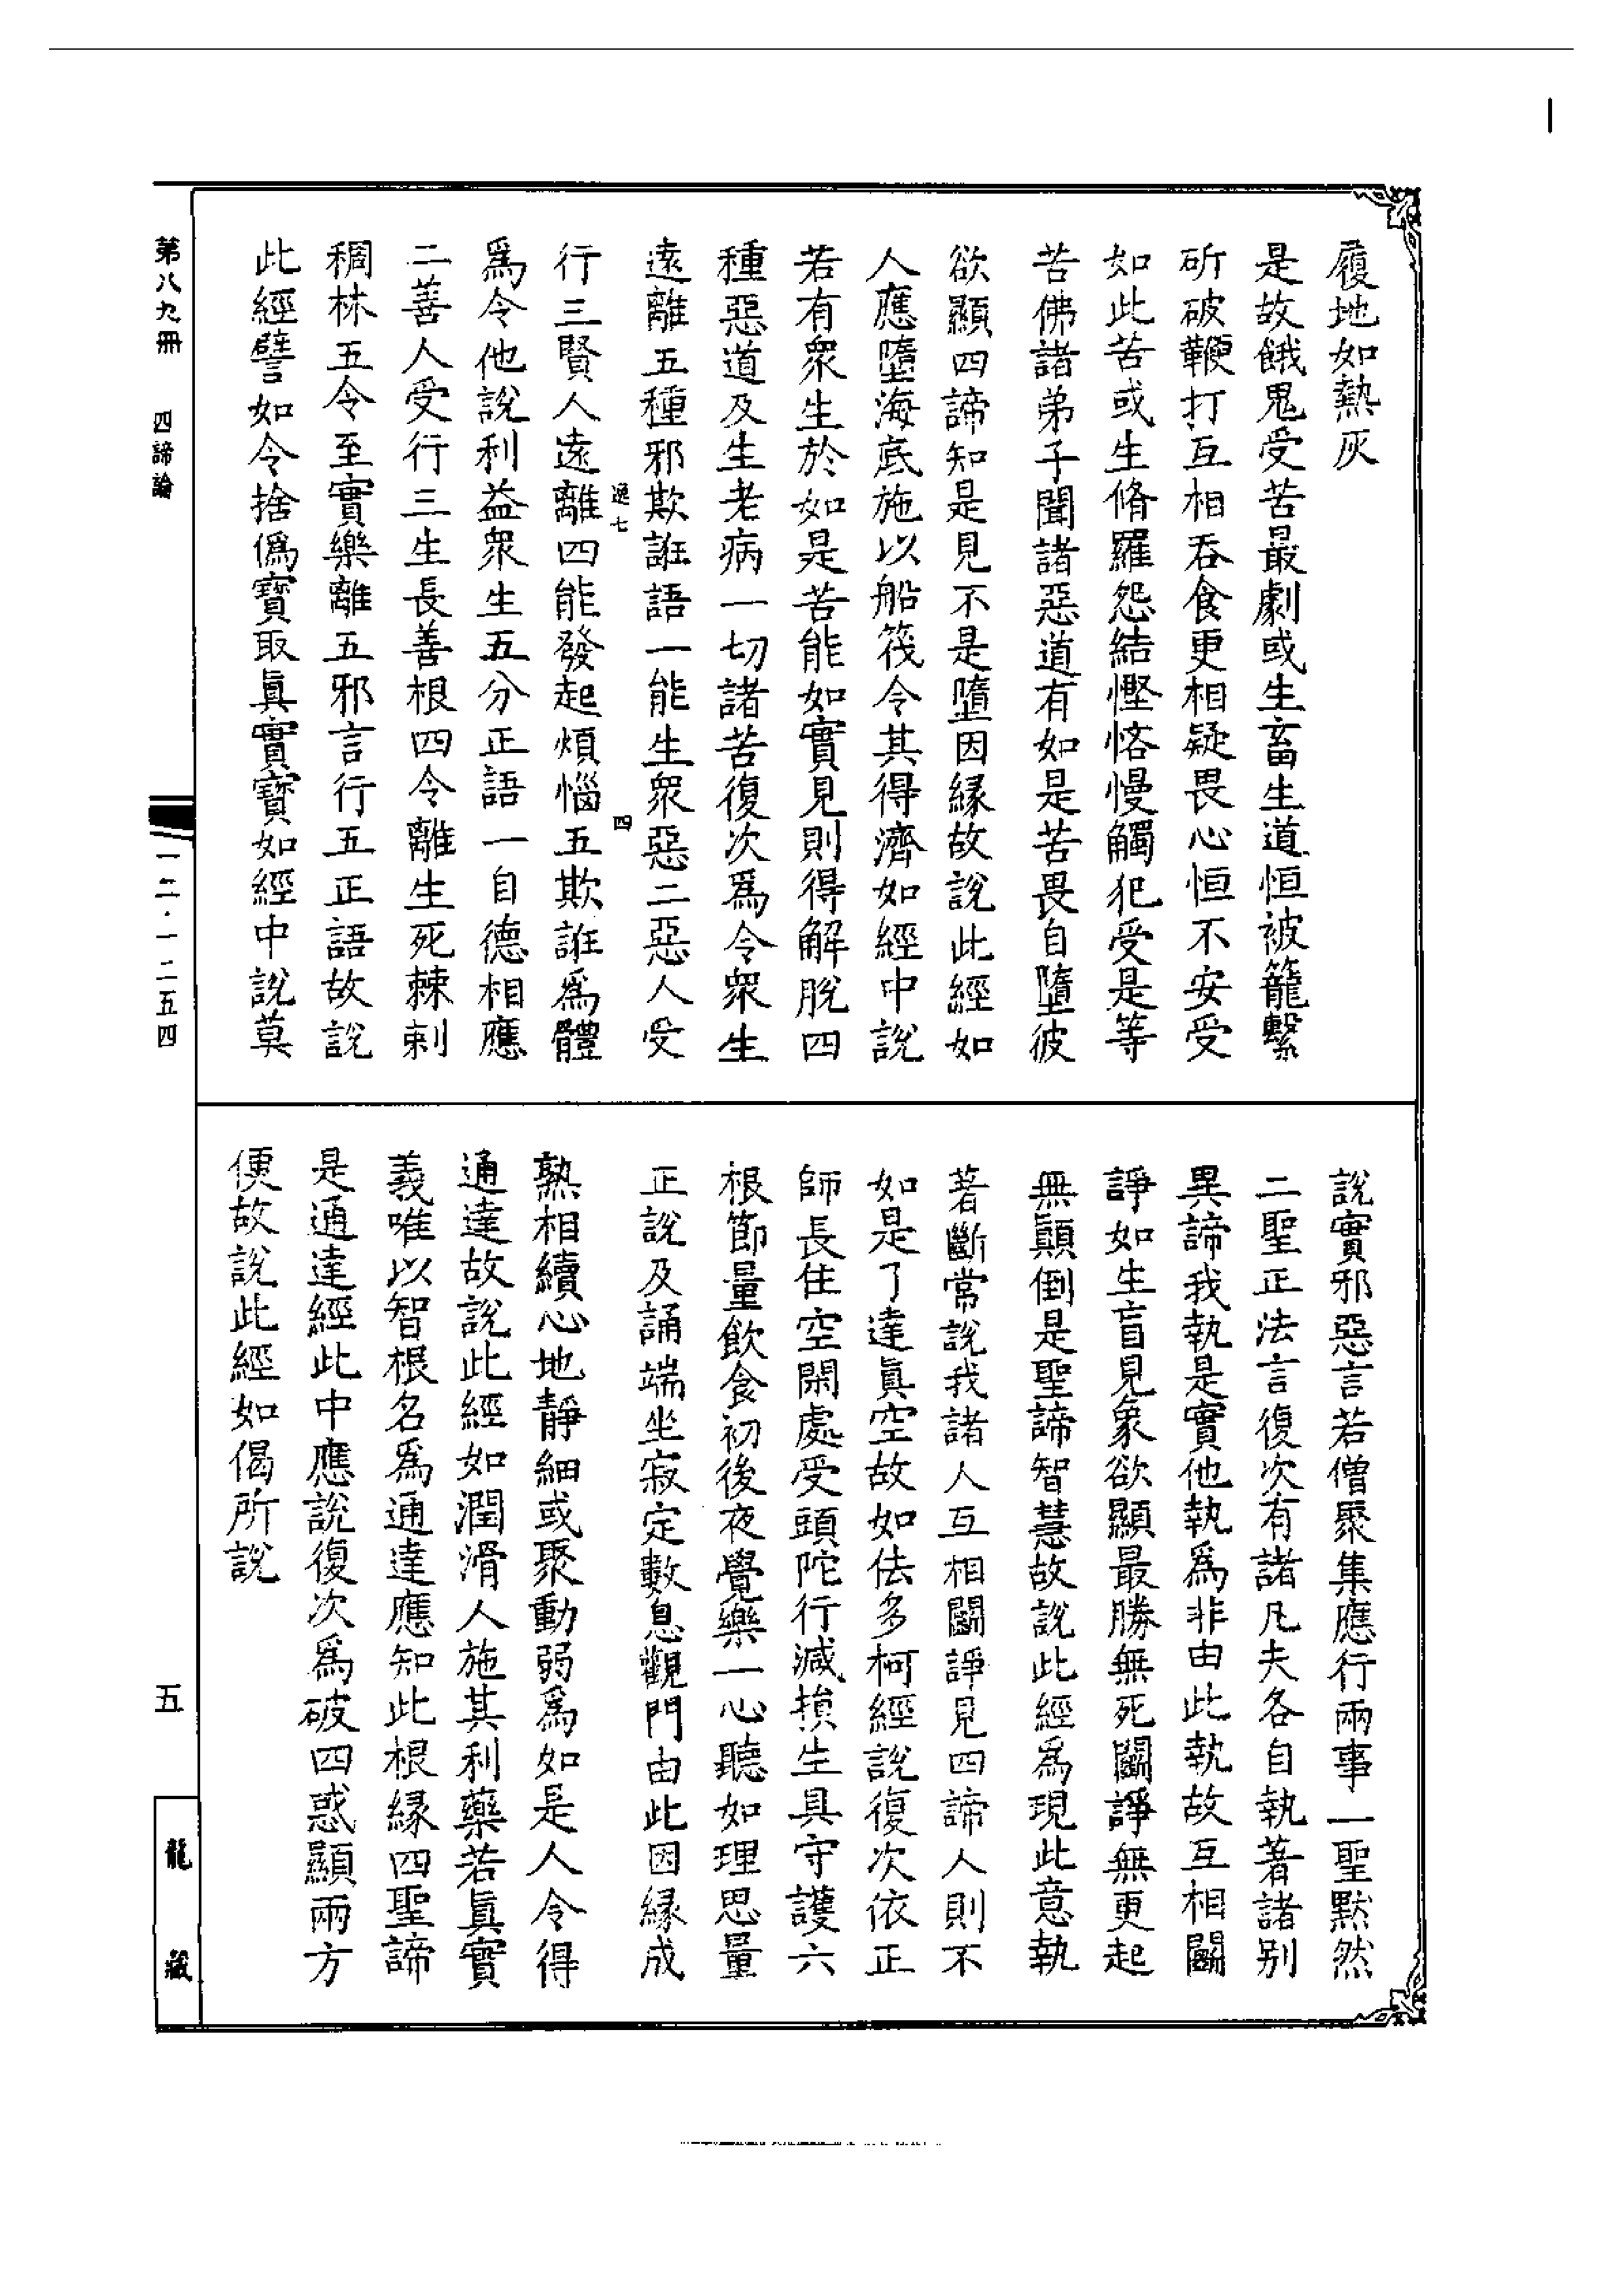 履地如熱灰
是故餓鬼受苦最劇或生畜生道恒被籠繫
斫破鞭打互相吞食更相疑畏心恒不安受
如此苦或生脩羅怨結慳悋慢觸犯受是等
苦佛諸弟子聞諸惡道有如是苦畏自墮彼
欲顯四諦知是見不是墮因緣故說此經如
人應墮海底施以船筏令其得濟如經中說
若有衆生於如是苦能如實見則得解脫四
種惡道及生老病一切諸苦復次爲令衆生
遠離五種邪欺誑語一能生衆惡二惡人受
行三賢人遠離四能發起煩惱五欺誑爲體
爲令他說利益衆生五分正語一自德相應
二善人受行三生長善根四令離生死棘刺
稠林五令至實樂離五邪言行五正語故說
此經譬如令捨僞寶取眞實寶如經中說莫
說實邪惡言若僧聚集應行兩事一聖默然
二聖正法言復次有諸凡夫各自執著諸別
異諦我執是實他執爲非由此執故互相鬭
諍如生盲見象欲顯最勝無死鬭諍無更起
無顛倒是聖諦智慧故說此經爲現此意執
著斷常說我諸人互相鬭諍見四諦人則不
如是了達眞空故如佉多柯經說復次依正
師長住空閑處受頭陀行減損生具守護六
根節量飲食初後夜覺樂一心聽如理思量
正說及誦端坐寂定數息觀門由此因緣成
熟相續心地靜細或聚動弱爲如是人令得
通達故說此經如潤滑人施其利藥若眞實
義唯以智根名爲通達應知此根緣四聖諦
是通達經此中應說復次爲破四惑顯兩方
便故說此經如偈所說
逸七
四
第八九冊
四諦論
一二·一二五四
五
龍藏